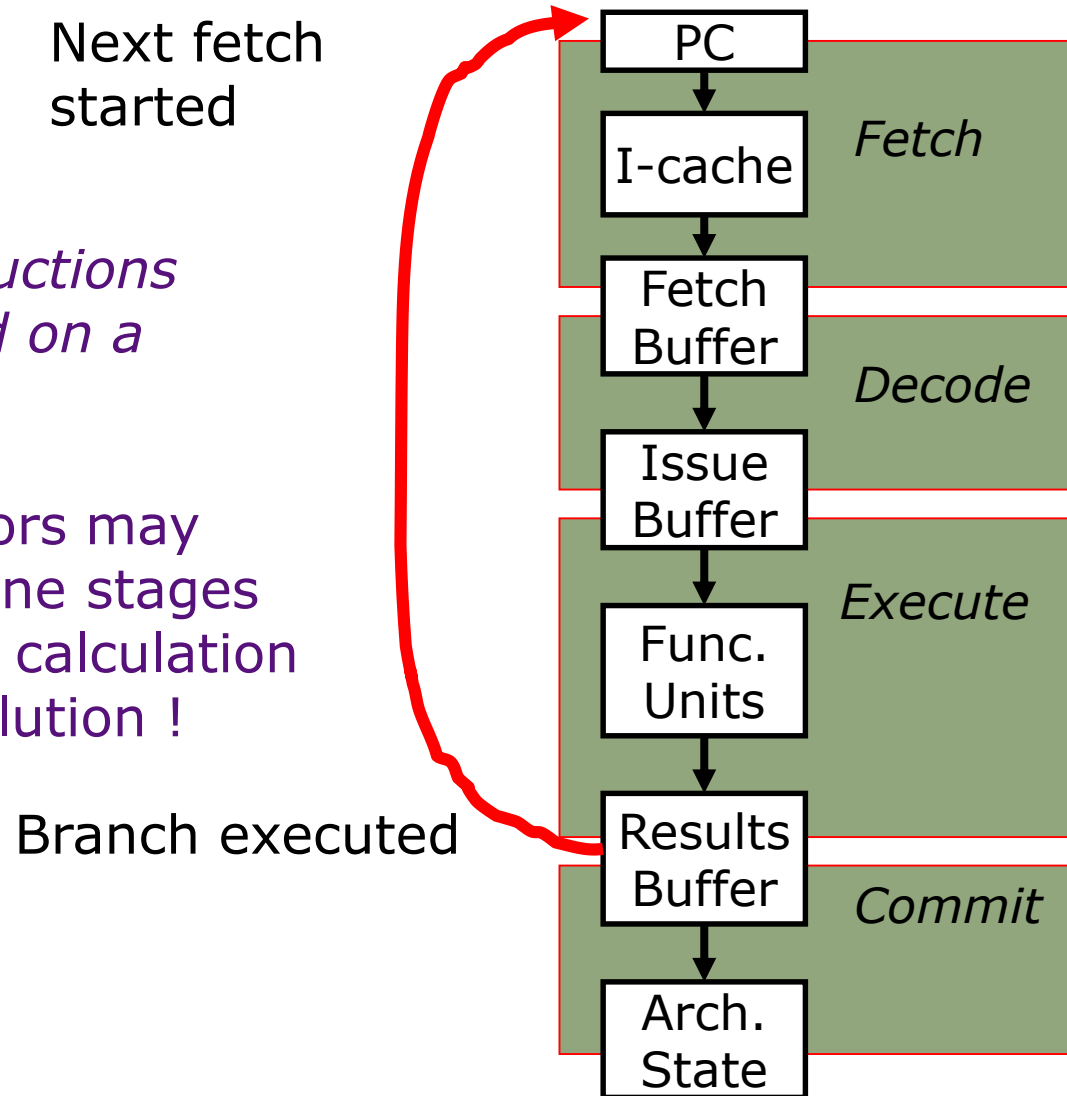 Next fetch
started
uctions
d on a
ors may
ne stages
calculation
lution !
Branch executed
PC
I-cache
Fetch
Fetch
Buffer
Decode
Issue
Buffer
Execute
Func.
Units
Results
Buffer
Commit
Arch.
State